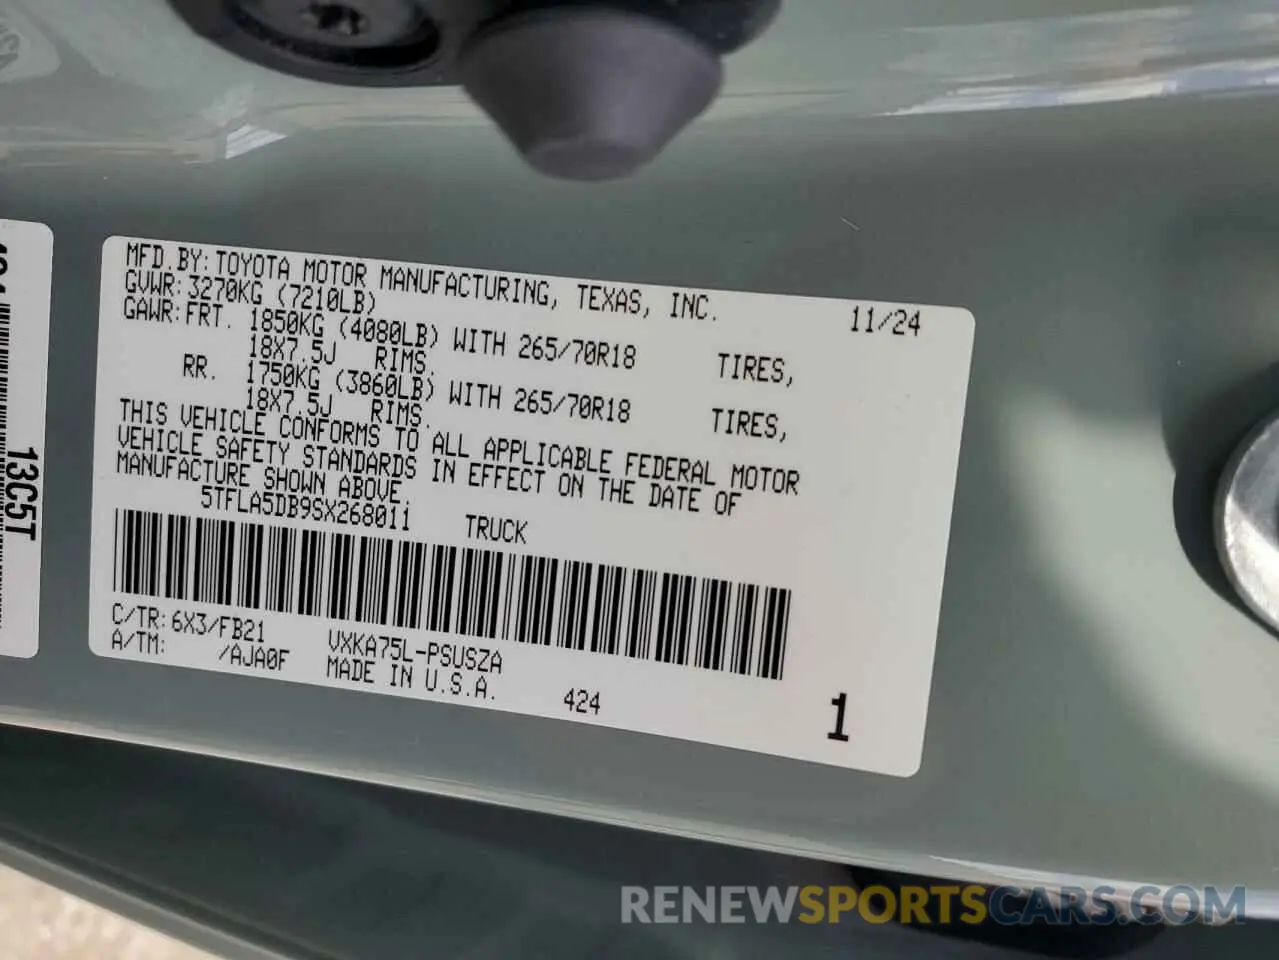 MFD.BY:TOYOTA MOTOR MANUFACTURING, TEXAS, INC. 11/24
GVWR:3270KG (7210LB)
GAWR:FRT. 1850KG (4080LB) WITH 265/70R18 TIRES,
18X7.5J RIMS.
RR. 1750KG (3860LB) WITH 265/70R18 TIRES,
18X7.5J RIMS.
THIS VEHICLE CONFORMS TO ALL APPLICABLE FEDERAL MOTOR
VEHICLE SAFETY STANDARDS IN EFFECT ON THE DATE OF
MANUFACTURE SHOWN ABOVE.
5TFLA5DB9SX268011 TRUCK
C/TR:6X3/FB21 VXKA75L-PSUSZA
A/TM: /AJA0F MADE IN U.S.A. 424
1
13C5T
RENEWSPORTSCARS.COM